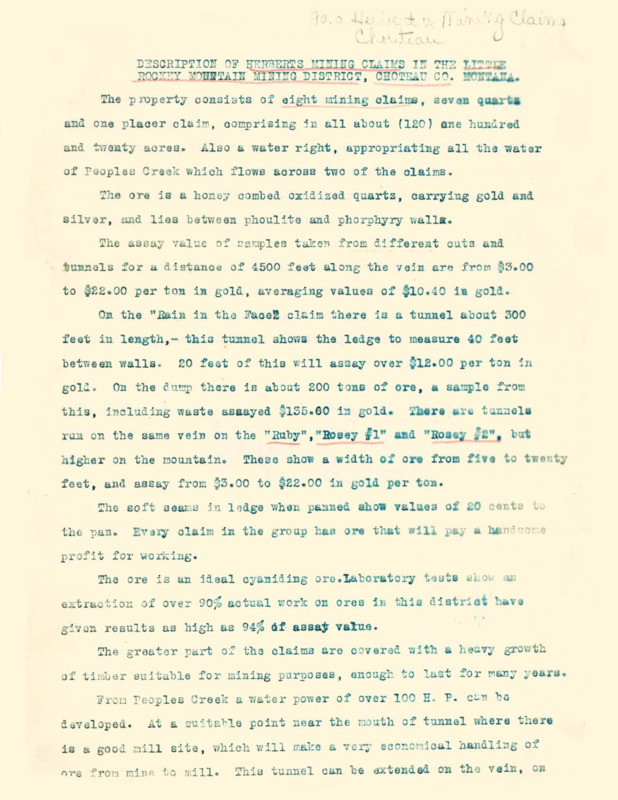 Geo Herbert's Mining Claims
Chouteau
DESCRIPTION OF HERBERTS MINING CLAIMS IN THE LITTLE
ROCKEY MOUNTAIN MINING DISTRICT, CHOTEAU CO. MONTANA.
The property consists of eight mining claims, seven quartz
and one placer claim, comprising in all about (120) one hundred
and twenty acres. Also a water right, appropriating all the water
of Peoples Creek which flows across two of the claims.
The ore is a honey combed oxidized quartz, carrying gold and
silver, and lies between phoulite and phorphyry walls.
The assay value of samples taken from different cuts and
tunnels for a distance of 4500 feet along the vein are from $3.00
to $22.00 per ton in gold, averaging values of $10.40 in gold.
On the "Rain in the Face" claim there is a tunnel about 300
feet in length,- this tunnel shows the ledge to measure 40 feet
between walls. 20 feet of this will assay over $12.00 per ton in
gold. On the dump there is about 200 tons of ore, a sample from
this, including waste assayed $135.60 in gold. There are tunnels
run on the same vein on the "Ruby","Rosey #1" and "Rosey #2", but
higher on the mountain. These show a width of ore from five to twenty
feet, and assay from $3.00 to $22.00 in gold per ton.
The soft seams in ledge when panned show values of 20 cents to
the pan. Every claim in the group has ore that will pay a handsome
profit for working.
The ore is an ideal cyaniding ore.Laboratory tests show an
extraction of over 90% actual work on ores in this district have
given results as high as 94% of assay value.
The greater part of the claims are covered with a heavy growth
of timber suitable for mining purposes, enough to last for many years.
From Peoples Creek a water power of over 100 H. P. can be
developed. At a suitable point near the mouth of tunnel where there
is a good mill site, which will make a very economical handling of
ore from mine to mill. This tunnel can be extended on the vein, on